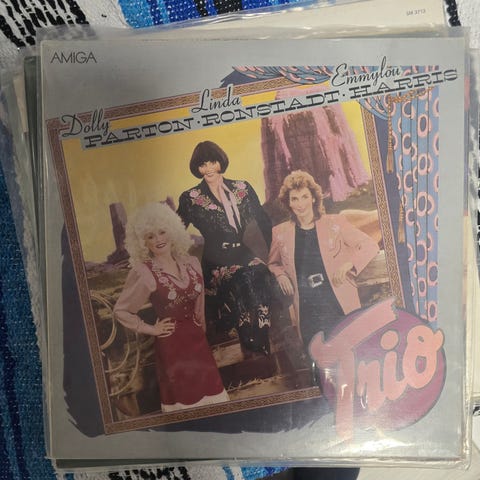 AMIGA
Dolly PARTON · Linda RONSTADT · Emmylou HARRIS
Trio